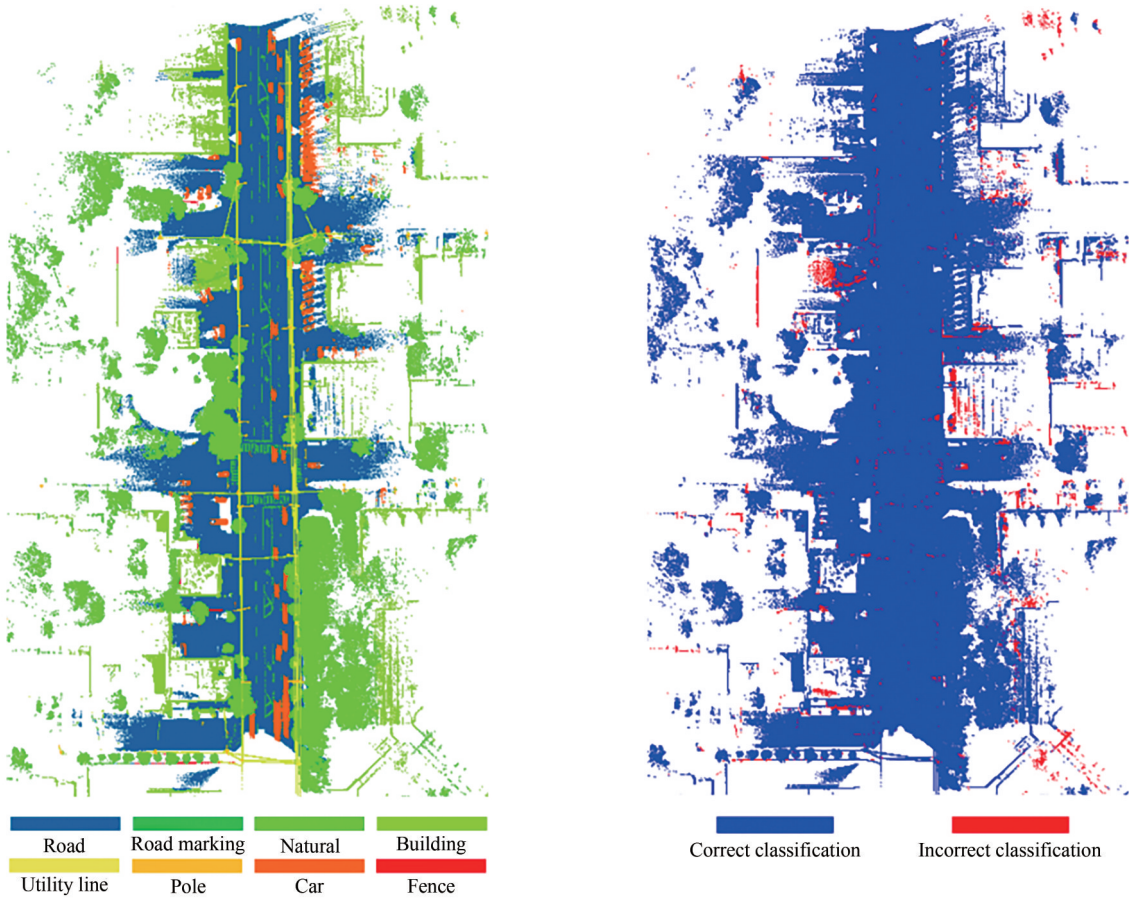 Road Road marking Natural Building
Utility line Pole Car Fence
Correct classification Incorrect classification